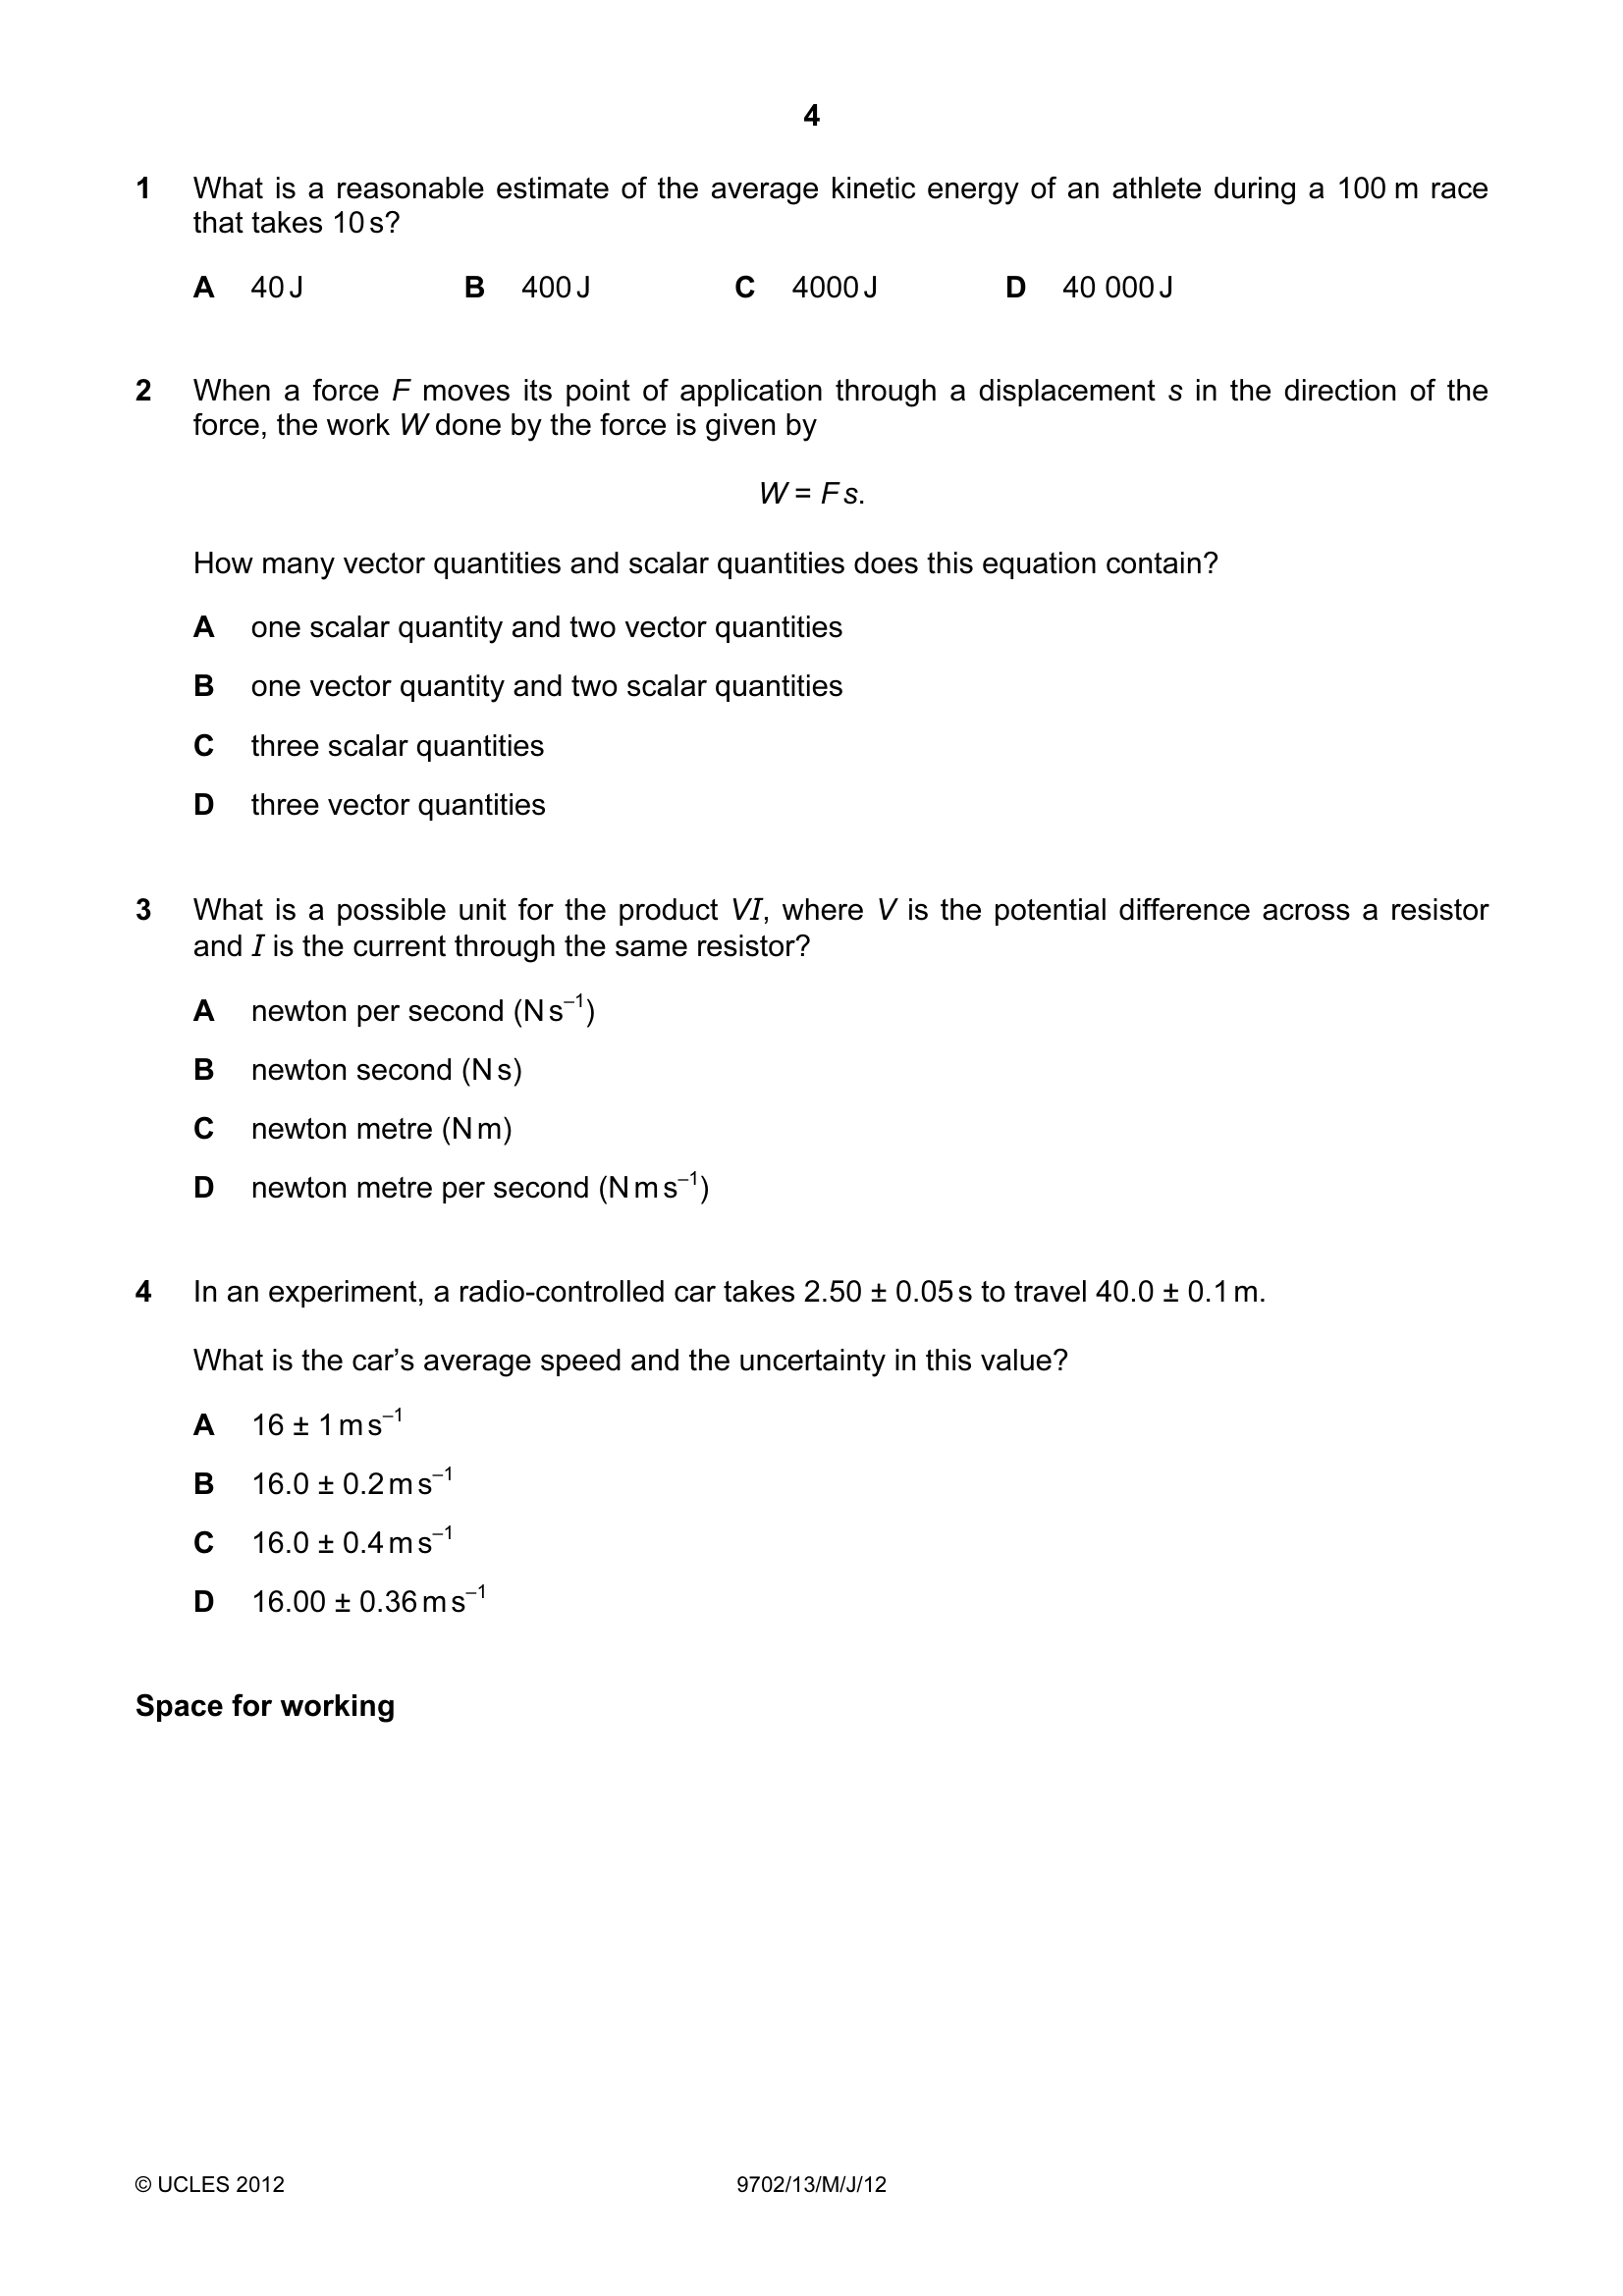 4
1 What is a reasonable estimate of the average kinetic energy of an athlete during a 100 m race
that takes 10 s?
A 40 J B 400 J C 4000 J D 40 000 J
2 When a force F moves its point of application through a displacement s in the direction of the
force, the work W done by the force is given by
W = F s.
How many vector quantities and scalar quantities does this equation contain?
A one scalar quantity and two vector quantities
B one vector quantity and two scalar quantities
C three scalar quantities
D three vector quantities
3 What is a possible unit for the product VI, where V is the potential difference across a resistor
and I is the current through the same resistor?
A newton per second (N s⁻¹)
B newton second (N s)
C newton metre (N m)
D newton metre per second (N m s⁻¹)
4 In an experiment, a radio-controlled car takes 2.50 ± 0.05 s to travel 40.0 ± 0.1 m.
What is the car’s average speed and the uncertainty in this value?
A 16 ± 1 m s⁻¹
B 16.0 ± 0.2 m s⁻¹
C 16.0 ± 0.4 m s⁻¹
D 16.00 ± 0.36 m s⁻¹
Space for working
© UCLES 2012 9702/13/M/J/12